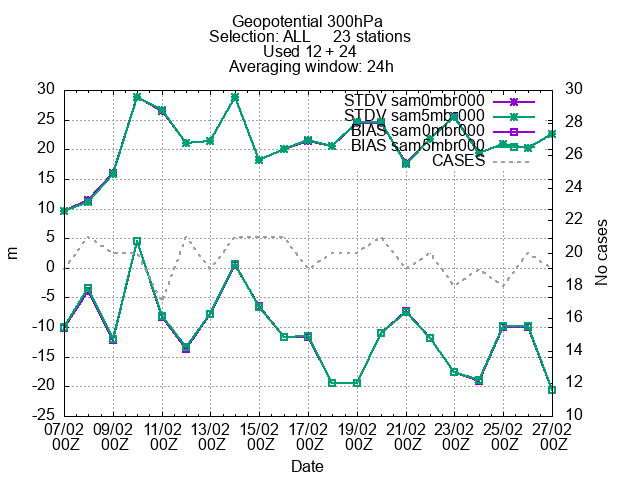 Geopotential 300hPa
Selection: ALL 23 stations
Used 12 + 24
Averaging window: 24h
STDV sam0mbr000
STDV sam5mbr000
BIAS sam0mbr000
BIAS sam5mbr000
CASES
30
25
20
15
10
5
0
-5
-10
-15
-20
-25
m
30
28
26
24
22
20
18
16
14
12
10
No cases
07/02 09/02 11/02 13/02 15/02 17/02 19/02 21/02 23/02 25/02 27/02
00Z 00Z 00Z 00Z 00Z 00Z 00Z 00Z 00Z 00Z 00Z
Date